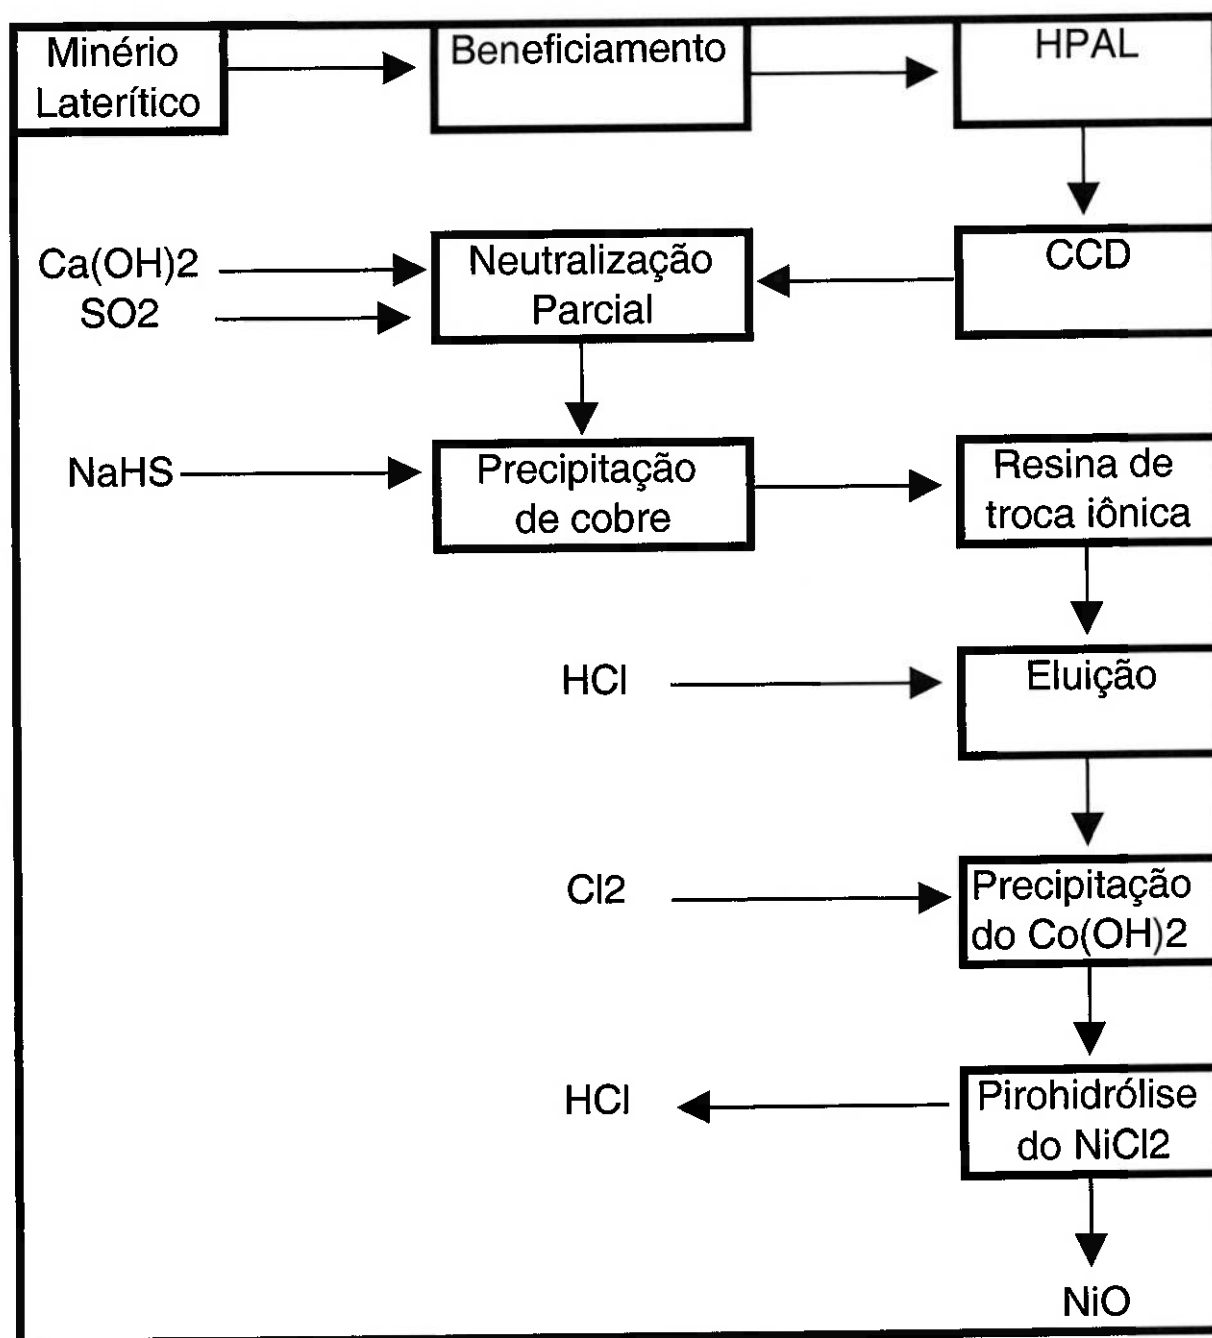 Minério
Laterítico
Beneficiamento
HPAL
Ca(OH)2
SO2
Neutralização
Parcial
CCD
NaHS
Precipitação
de cobre
Resina de
troca iônica
HCl
Eluição
Cl2
Precipitação
do Co(OH)2
HCl
Pirohidrólise
do NiCl2
NiO